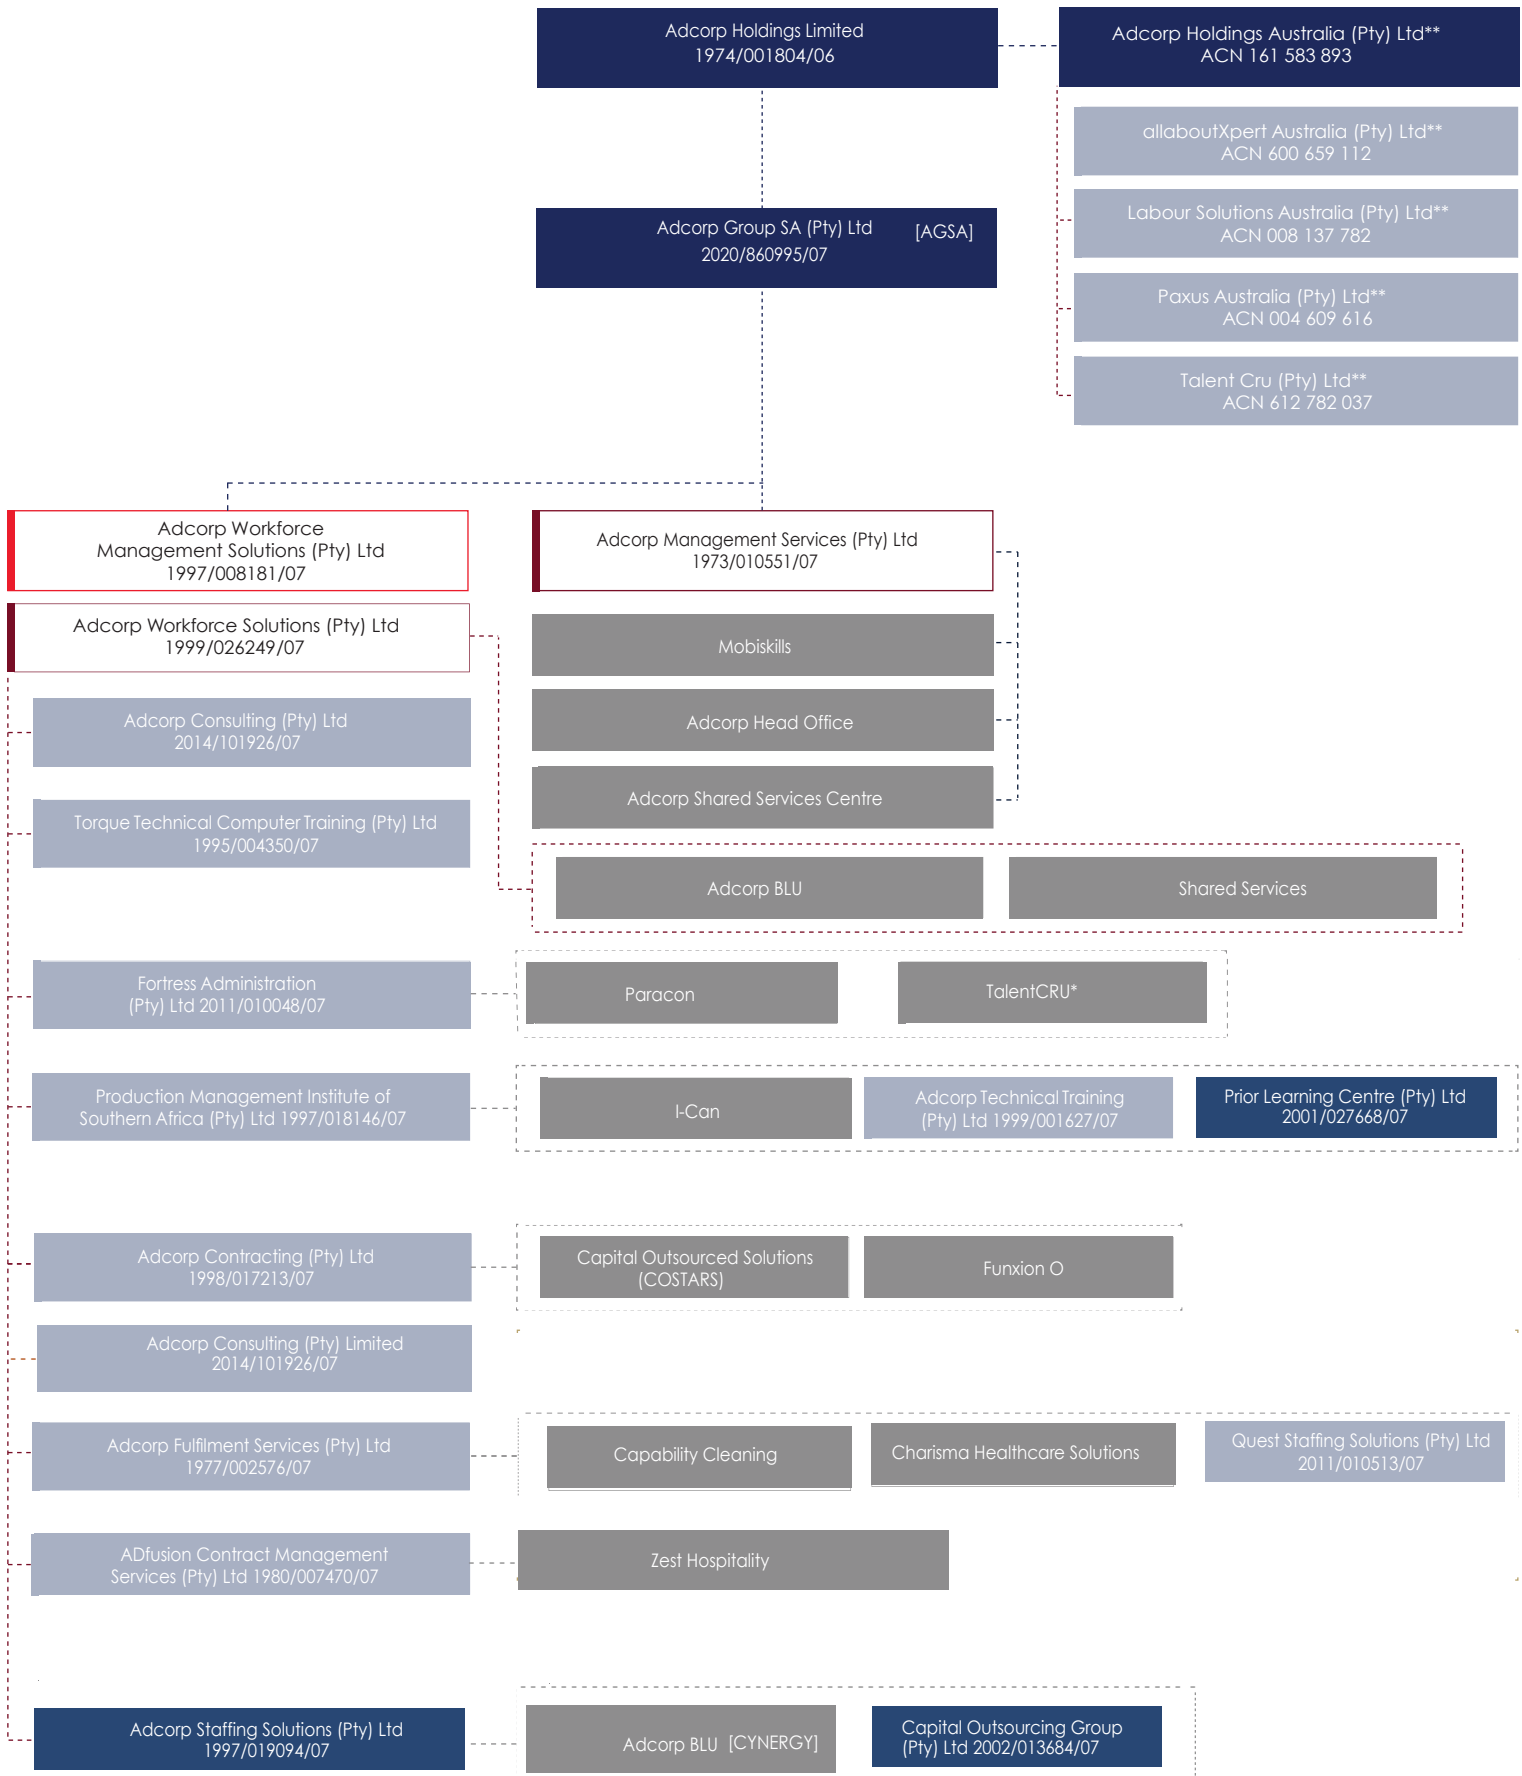 Adcorp Holdings Limited
1974/001804/06
Adcorp Holdings Australia (Pty) Ltd**
ACN 161 583 893
allaboutXpert Australia (Pty) Ltd**
ACN 600 659 112
Labour Solutions Australia (Pty) Ltd**
ACN 008 137 782
Paxus Australia (Pty) Ltd**
ACN 004 609 616
Talent Cru (Pty) Ltd**
ACN 612 782 037
Adcorp Group SA (Pty) Ltd [AGSA]
2020/860995/07
Adcorp Workforce
Management Solutions (Pty) Ltd
1997/008181/07
Adcorp Management Services (Pty) Ltd
1973/010551/07
Adcorp Workforce Solutions (Pty) Ltd
1999/026249/07
Mobiskills
Adcorp Head Office
Adcorp Shared Services Centre
Adcorp Consulting (Pty) Ltd
2014/101926/07
Torque Technical Computer Training (Pty) Ltd
1995/004350/07
Adcorp BLU
Shared Services
Fortress Administration
(Pty) Ltd 2011/010048/07
Paracon
TalentCRU*
Production Management Institute of
Southern Africa (Pty) Ltd 1997/018146/07
I-Can
Adcorp Technical Training
(Pty) Ltd 1999/001627/07
Prior Learning Centre (Pty) Ltd
2001/027668/07
Adcorp Contracting (Pty) Ltd
1998/017213/07
Capital Outsourced Solutions
(COSTARS)
Funxion O
Adcorp Consulting (Pty) Limited
2014/101926/07
Adcorp Fulfilment Services (Pty) Ltd
1977/002576/07
Capability Cleaning
Charisma Healthcare Solutions
Quest Staffing Solutions (Pty) Ltd
2011/010513/07
ADfusion Contract Management
Services (Pty) Ltd 1980/007470/07
Zest Hospitality
Adcorp Staffing Solutions (Pty) Ltd
1997/019094/07
Adcorp BLU [CYNERGY]
Capital Outsourcing Group
(Pty) Ltd 2002/013684/07